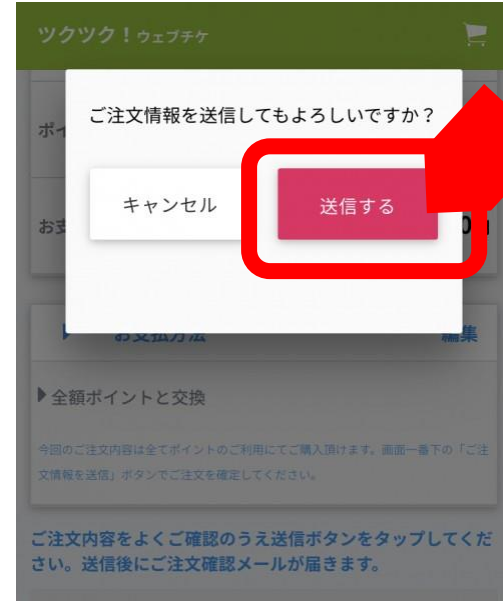 ツクツク！ウェブチケ
ご注文情報を送信してもよろしいですか？
ポイ
キャンセル
送信する
お支
お支払方法
編集
全額ポイントと交換
今回のご注文内容は全てポイントのご利用にてご購入頂けます。画面一番下の「ご注
文情報を送信」ボタンでご注文を確定してください。
ご注文内容をよくご確認のうえ送信ボタンをタップしてくだ
さい。送信後にご注文確認メールが届きます。